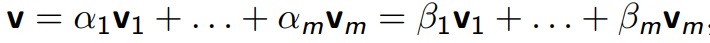 v = α₁v₁ + … + αₘvₘ = β₁v₁ + … + βₘvₘ,